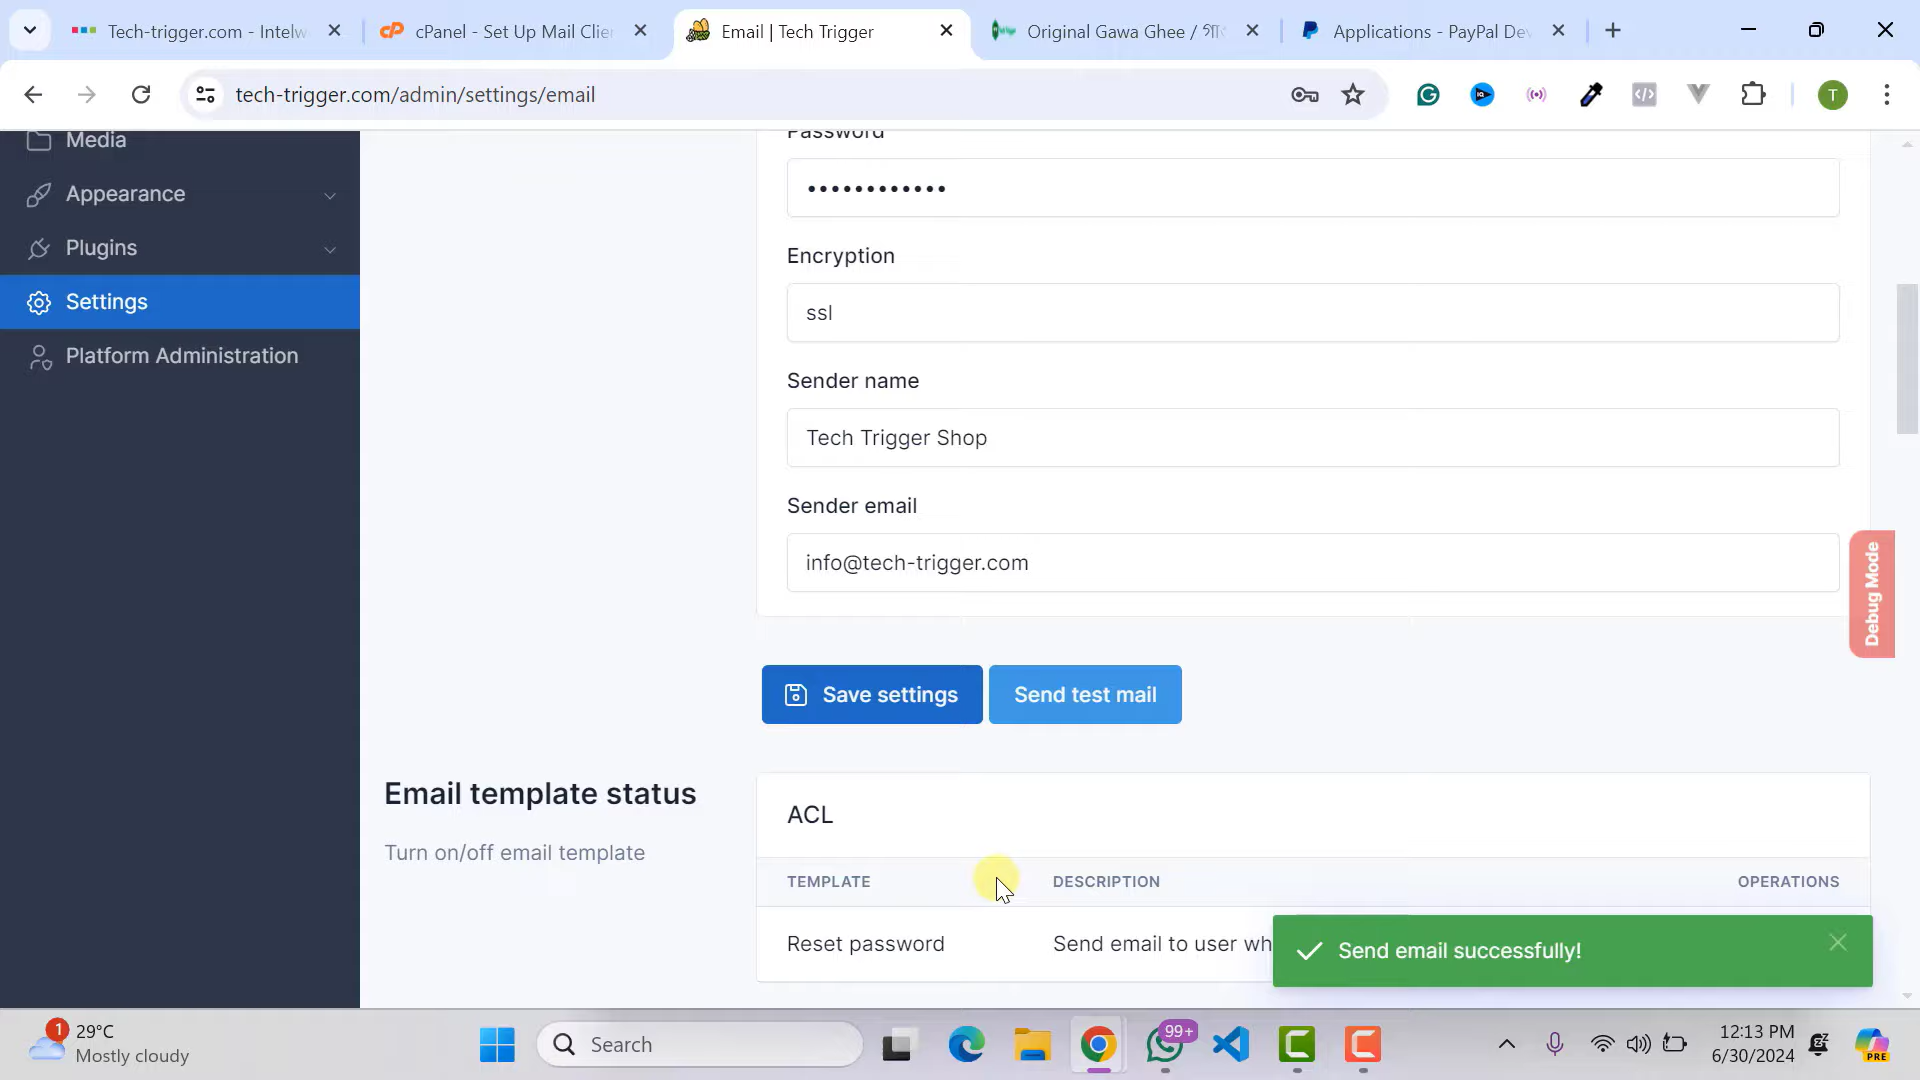 Tech-trigger.com - Intelw
cPanel - Set Up Mail Clie
Email | Tech Trigger
Original Gawa Ghee /
Applications - PayPal De
tech-trigger.com/admin/settings/email
T
Media
Appearance
Plugins
Settings
Platform Administration
Password
••••••••••••
Encryption
ssl
Sender name
Tech Trigger Shop
Sender email
info@tech-trigger.com
Debug Mode
Save settings
Send test mail
Email template status
Turn on/off email template
ACL
TEMPLATE DESCRIPTION OPERATIONS
Reset password Send email to user wh
Send email successfully!
1
29°C
Mostly cloudy
Search
99+
12:13 PM
6/30/2024
PRE